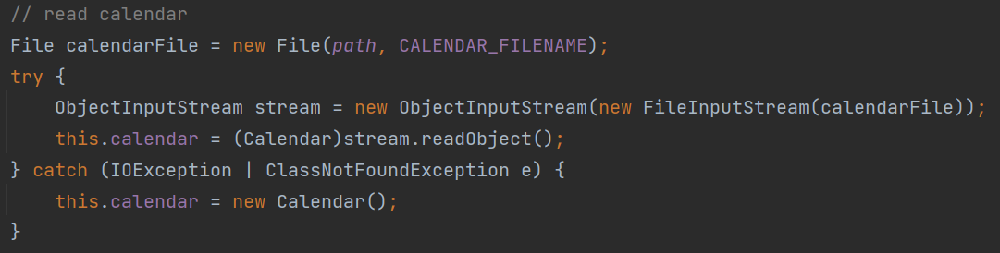 // read calendar
File calendarFile = new File(path, CALENDAR_FILENAME);
try {
    ObjectInputStream stream = new ObjectInputStream(new FileInputStream(calendarFile));
    this.calendar = (Calendar)stream.readObject();
} catch (IOException | ClassNotFoundException e) {
    this.calendar = new Calendar();
}